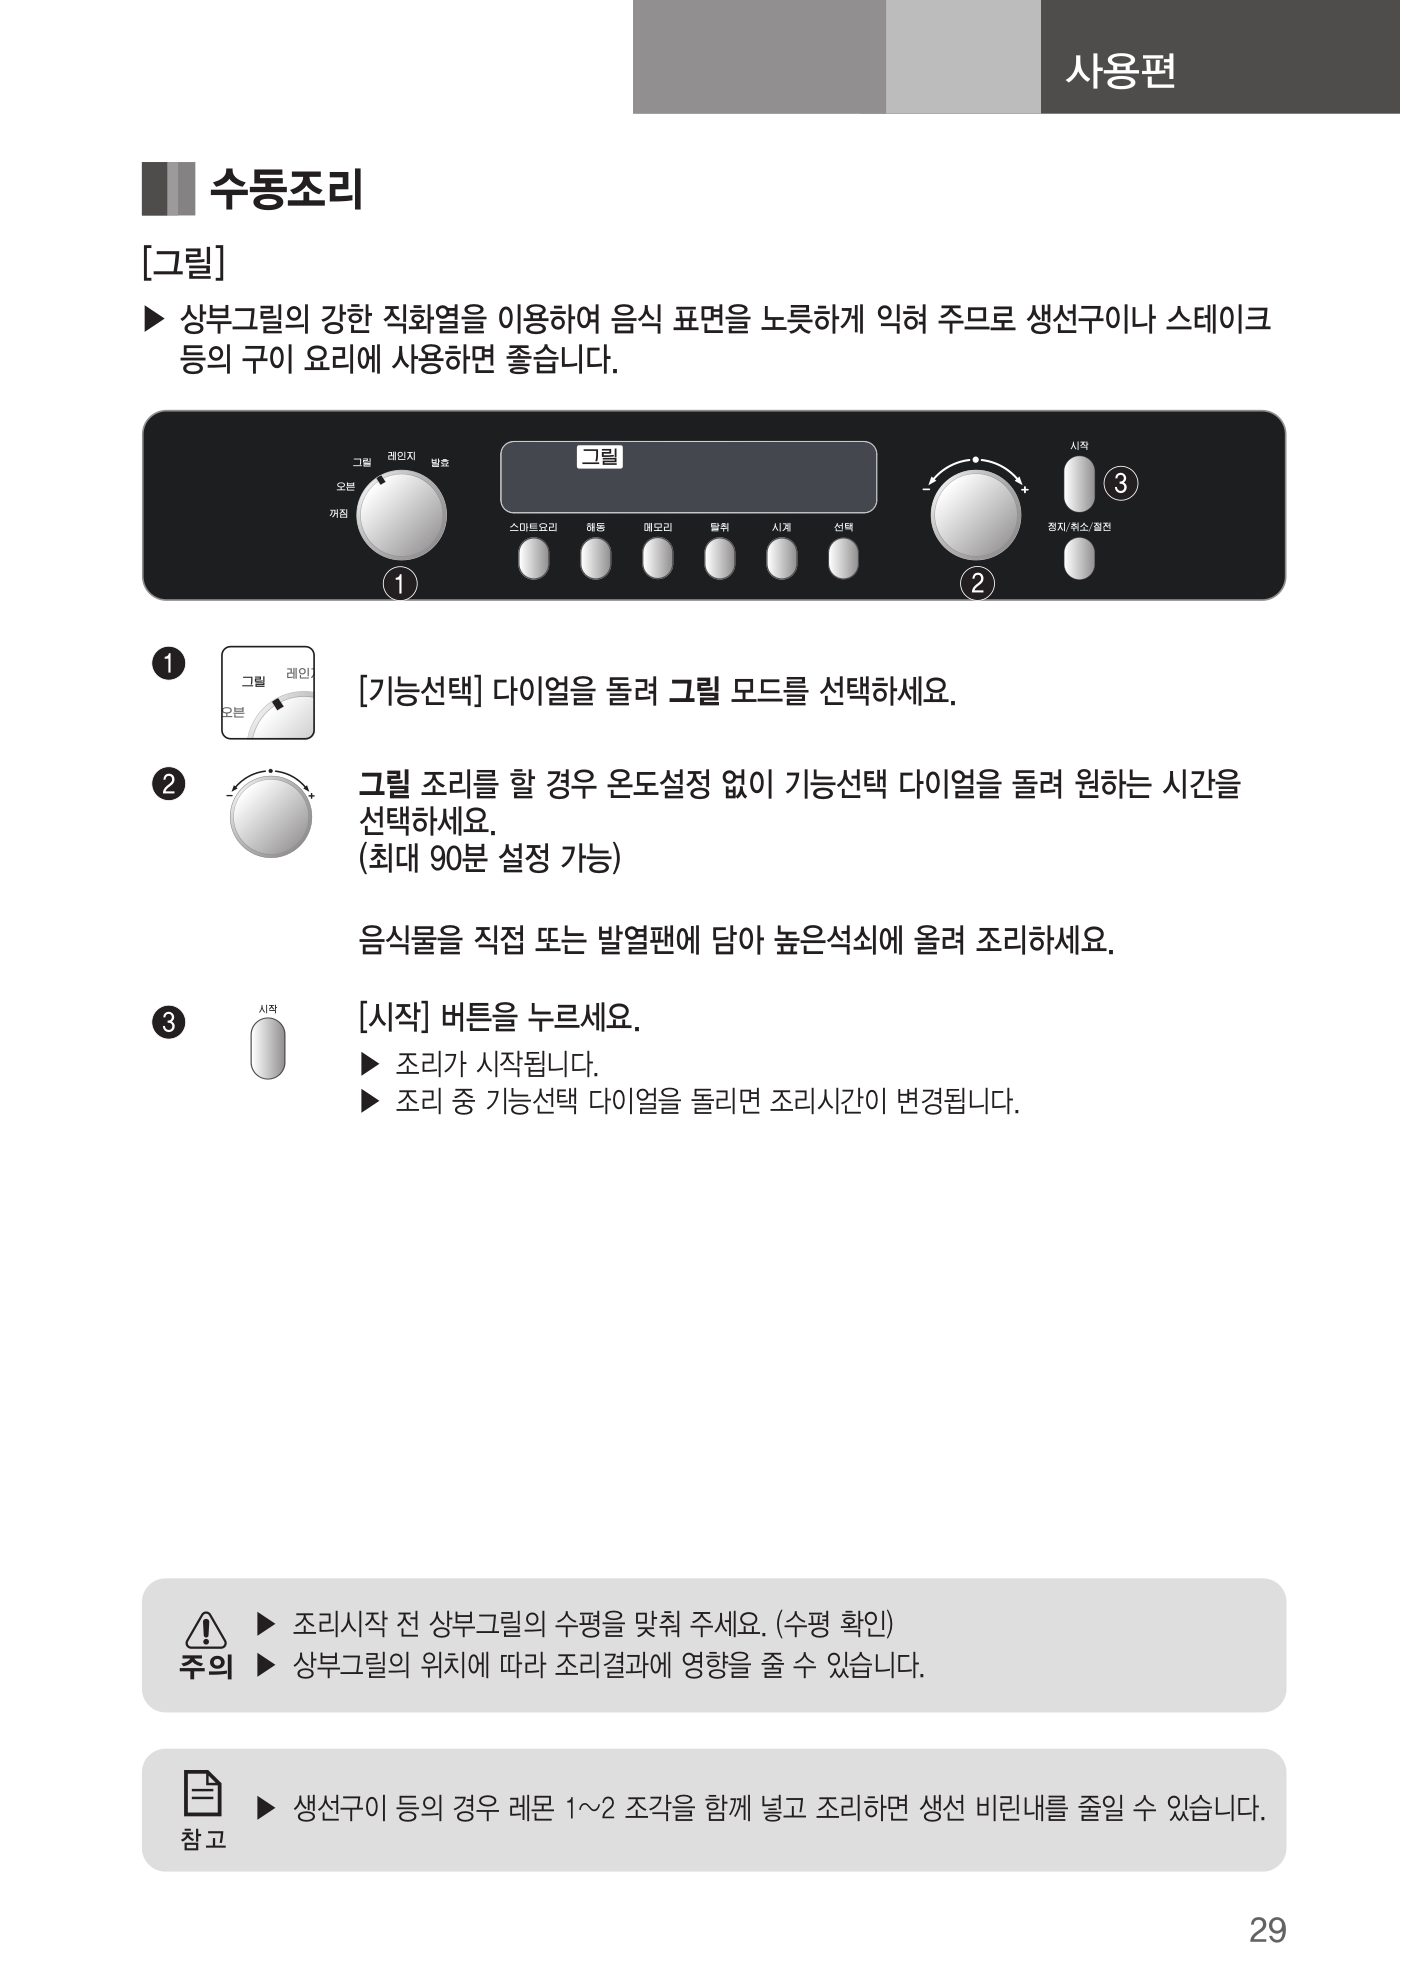 사용편
수동조리
[그릴]
▶ 상부그릴의 강한 직화열을 이용하여 음식 표면을 노릇하게 익혀 주므로 생선구이나 스테이크
등의 구이 요리에 사용하면 좋습니다.
꺼짐 오븐 그릴 레인지 발효
그릴
스마트요리 해동 메모리 탈취 시계 선택
− +
시작
정지/취소/절전
① ② ③
❶ 오븐 그릴 레인지
[기능선택] 다이얼을 돌려 그릴 모드를 선택하세요.
❷ − +
그릴 조리를 할 경우 온도설정 없이 기능선택 다이얼을 돌려 원하는 시간을
선택하세요.
(최대 90분 설정 가능)
음식물을 직접 또는 발열팬에 담아 높은석쇠에 올려 조리하세요.
❸ 시작
[시작] 버튼을 누르세요.
▶ 조리가 시작됩니다.
▶ 조리 중 기능선택 다이얼을 돌리면 조리시간이 변경됩니다.
주의
▶ 조리시작 전 상부그릴의 수평을 맞춰 주세요. (수평 확인)
▶ 상부그릴의 위치에 따라 조리결과에 영향을 줄 수 있습니다.
참고
▶ 생선구이 등의 경우 레몬 1~2 조각을 함께 넣고 조리하면 생선 비린내를 줄일 수 있습니다.
29